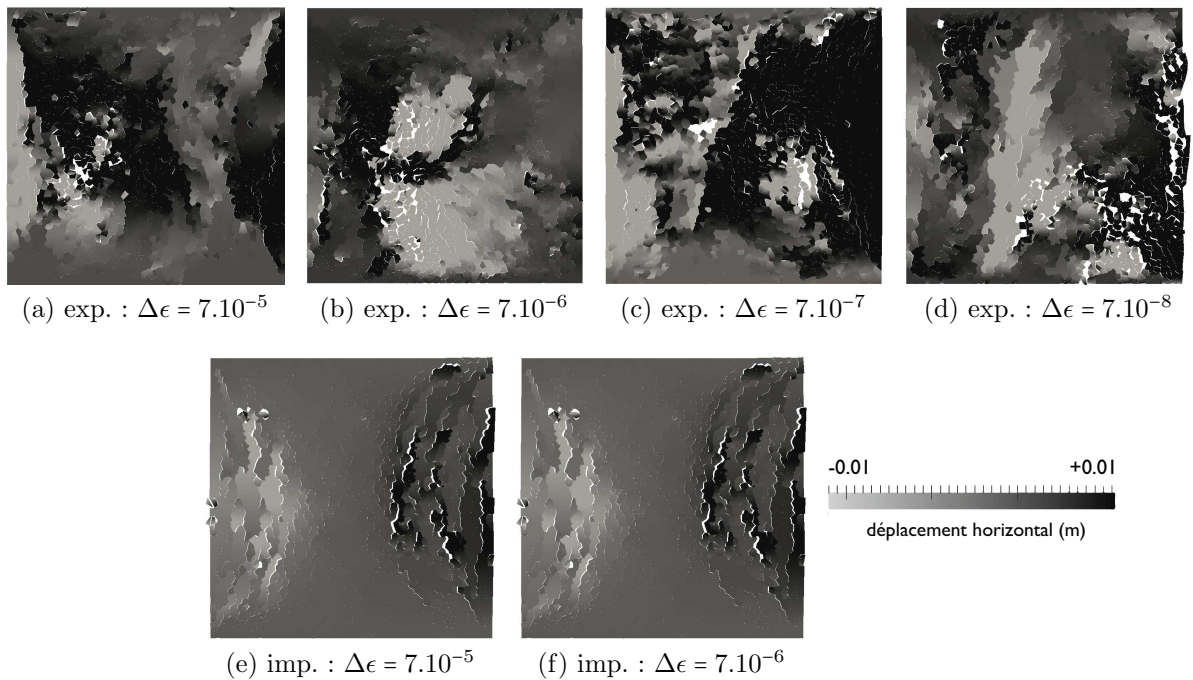 (a) exp. : Δϵ = 7.10⁻⁵
(b) exp. : Δϵ = 7.10⁻⁶
(c) exp. : Δϵ = 7.10⁻⁷
(d) exp. : Δϵ = 7.10⁻⁸
-0.01 +0.01
déplacement horizontal (m)
(e) imp. : Δϵ = 7.10⁻⁵
(f) imp. : Δϵ = 7.10⁻⁶